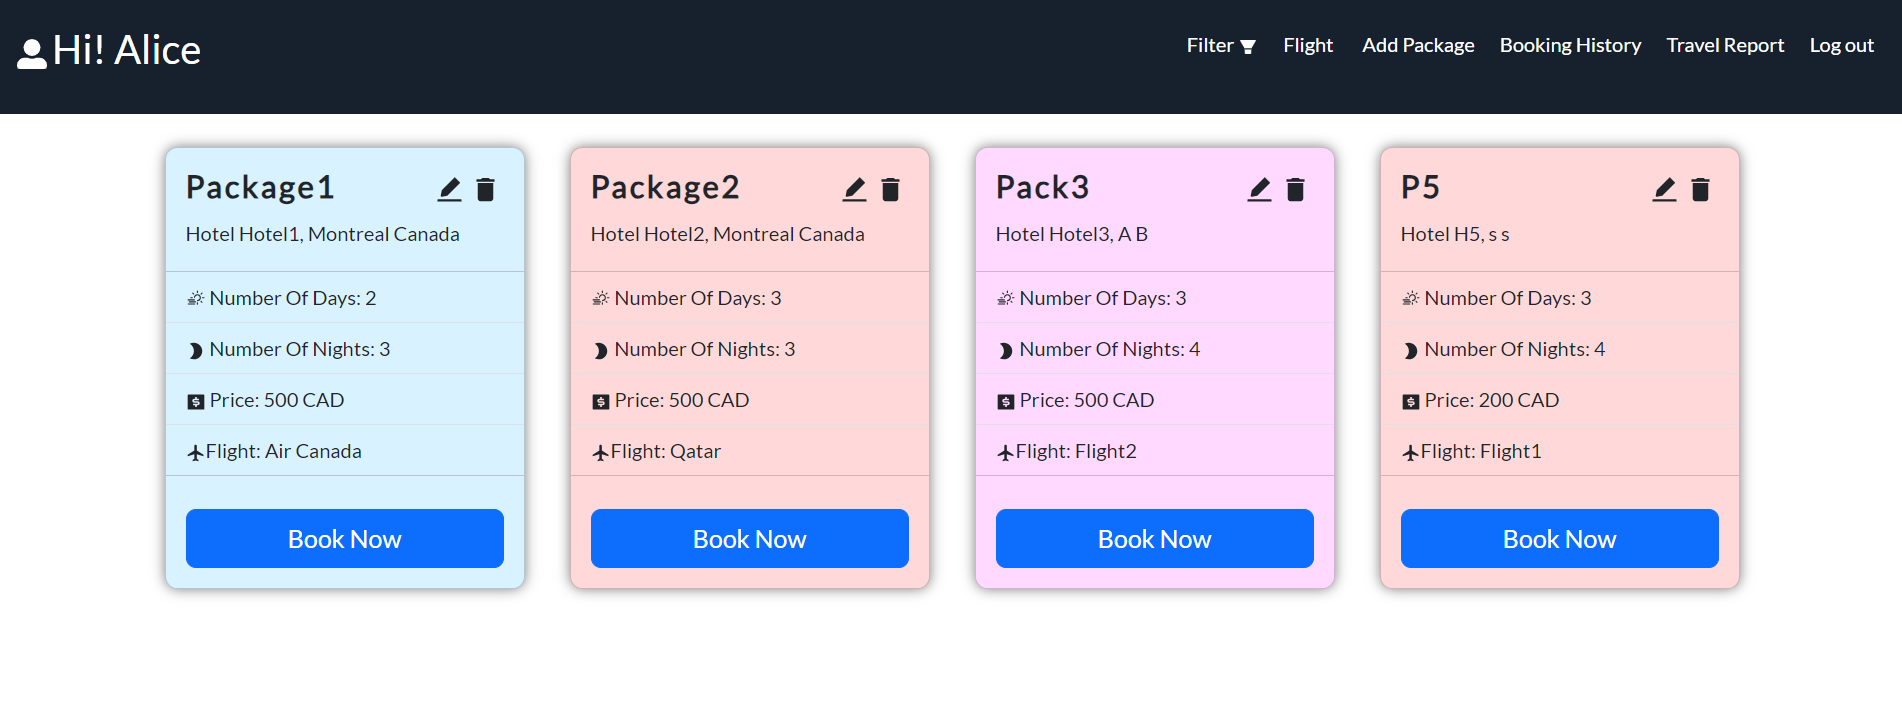 Hi! Alice
Filter Flight Add Package Booking History Travel Report Log out
Package1
Hotel Hotel1, Montreal Canada
Number Of Days: 2
Number Of Nights: 3
Price: 500 CAD
Flight: Air Canada
Book Now
Package2
Hotel Hotel2, Montreal Canada
Number Of Days: 3
Number Of Nights: 3
Price: 500 CAD
Flight: Qatar
Book Now
Pack3
Hotel Hotel3, A B
Number Of Days: 3
Number Of Nights: 4
Price: 500 CAD
Flight: Flight2
Book Now
P5
Hotel H5, s s
Number Of Days: 3
Number Of Nights: 4
Price: 200 CAD
Flight: Flight1
Book Now